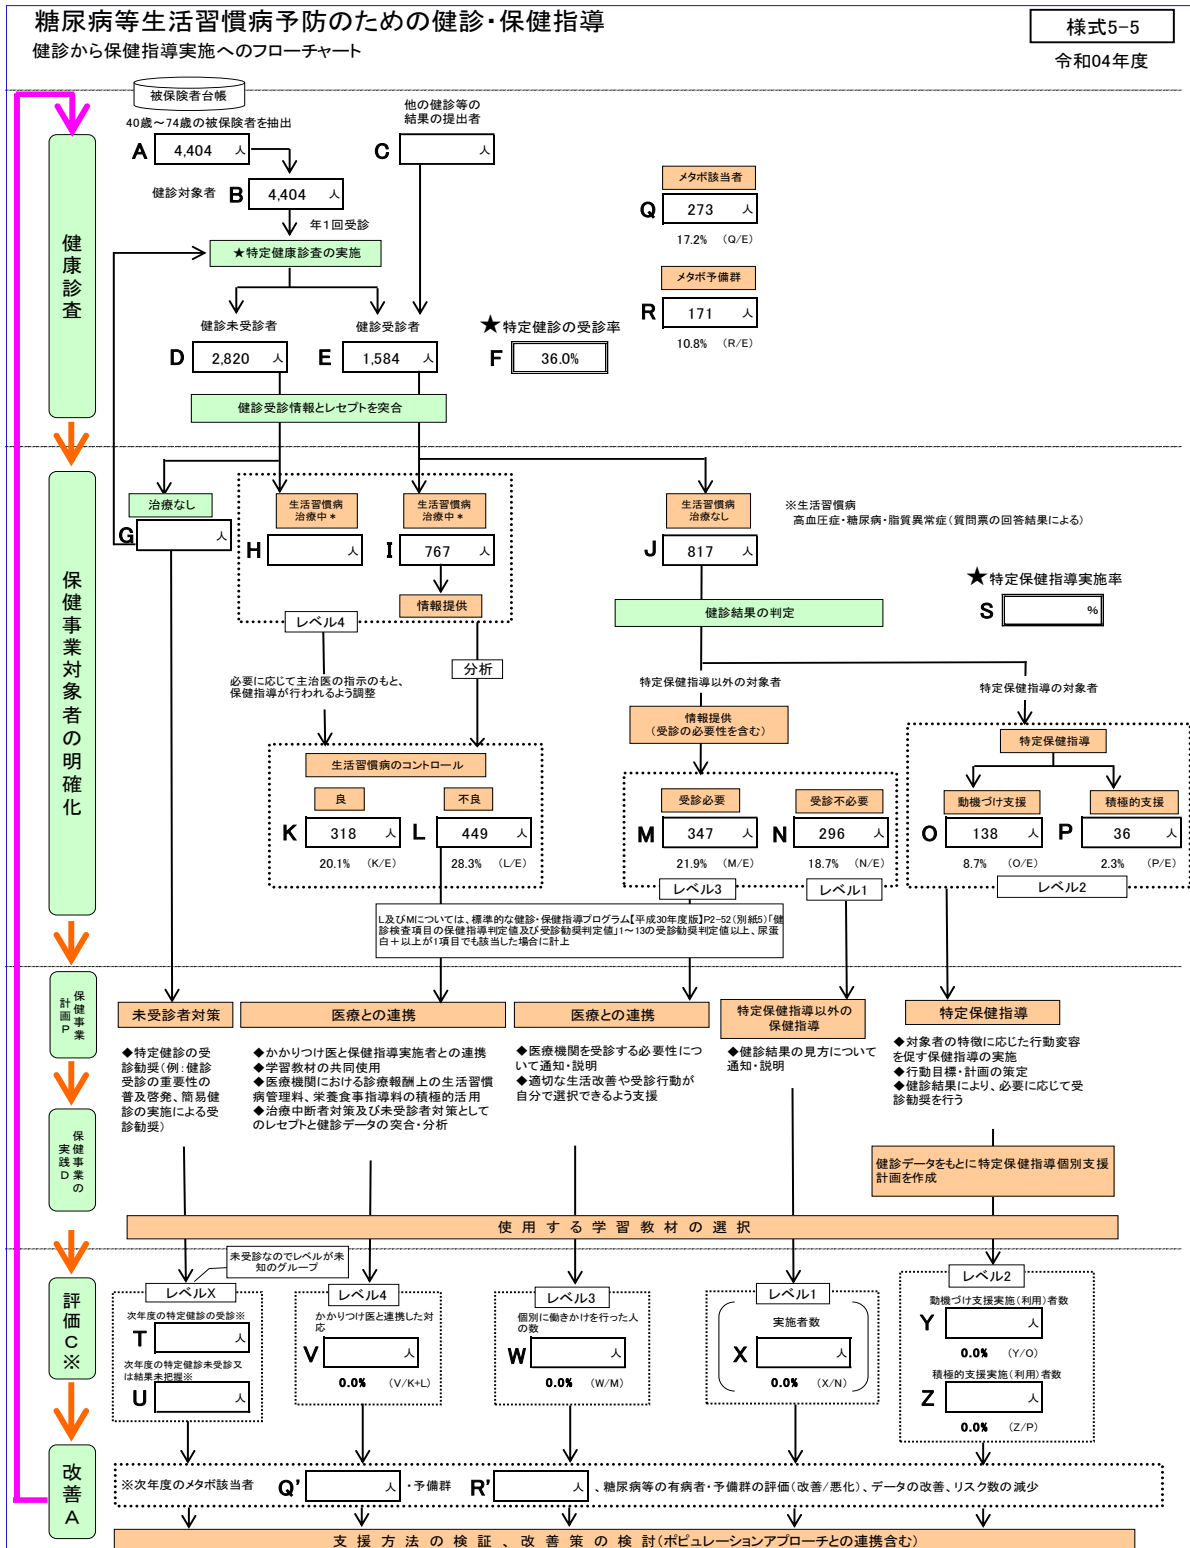 糖尿病等生活習慣病予防のための健診・保健指導
様式5-5
健診から保健指導実施へのフローチャート
令和04年度
被保険者台帳
40歳～74歳の被保険者を抽出
他の健診等の
結果の提出者
A 4,404 人
C 人
健診対象者 B 4,404 人
年1回受診
メタボ該当者
Q 273 人
17.2% (Q/E)
★特定健康診査の実施
メタボ予備群
R 171 人
10.8% (R/E)
健康診査
健診未受診者
健診受診者
★特定健診の受診率
D 2,820 人
E 1,584 人
F 36.0%
健診受診情報とレセプトを突合
保健事業対象者の明確化
治療なし
G 人
生活習慣病
治療中*
H 人
生活習慣病
治療中*
I 767 人
情報提供
レベル4
生活習慣病
治療なし
J 817 人
※生活習慣病
高血圧症・糖尿病・脂質異常症(質問票の回答結果による)
★特定保健指導実施率
S %
健診結果の判定
必要に応じて主治医の指示のもと、
保健指導が行われるよう調整
分析
特定保健指導以外の対象者
特定保健指導の対象者
情報提供
(受診の必要性を含む)
特定保健指導
生活習慣病のコントロール
良
K 318 人
20.1% (K/E)
不良
L 449 人
28.3% (L/E)
受診必要
M 347 人
21.9% (M/E)
レベル3
受診不必要
N 296 人
18.7% (N/E)
レベル1
動機づけ支援
O 138 人
8.7% (O/E)
積極的支援
P 36 人
2.3% (P/E)
レベル2
L及びMについては、標準的な健診・保健指導プログラム【平成30年度版】P2-52(別紙5)「健
診検査項目の保健指導判定値及び受診勧奨判定値」1～13の受診勧奨判定値以上、尿蛋
白+以上が1項目でも該当した場合に計上
保健事業
計画P
未受診者対策
医療との連携
医療との連携
特定保健指導以外の
保健指導
特定保健指導
◆特定健診の受
診勧奨(例:健診
受診の重要性の
普及啓発、簡易健
診の実施による受
診勧奨)
◆かかりつけ医と保健指導実施者との連携
◆学習教材の共同使用
◆医療機関における診療報酬上の生活習慣
病管理料、栄養食事指導料の積極的活用
◆治療中断者対策及び未受診者対策として
のレセプトと健診データの突合・分析
◆医療機関を受診する必要性につ
いて通知・説明
◆適切な生活改善や受診行動が
自分で選択できるよう支援
◆健診結果の見方について
通知・説明
◆対象者の特徴に応じた行動変容
を促す保健指導の実施
◆行動目標・計画の策定
◆健診結果により、必要に応じて受
診勧奨を行う
保健事業の
実践D
健診データをもとに特定保健指導個別支援
計画を作成
使用する学習教材の選択
評価C※
未受診なのでレベルが未
知のグループ
レベルX
次年度の特定健診の受診※
T 人
次年度の特定健診未受診又
は結果未把握※
U 人
レベル4
かかりつけ医と連携した対
応
V 人
0.0% (V/K+L)
レベル3
個別に働きかけを行った人
の数
W 人
0.0% (W/M)
レベル1
実施者数
X 人
0.0% (X/N)
レベル2
動機づけ支援実施(利用)者数
Y 人
0.0% (Y/O)
積極的支援実施(利用)者数
Z 人
0.0% (Z/P)
改善A
※次年度のメタボ該当者 Q' 人 ・予備群 R' 人 、糖尿病等の有病者・予備群の評価(改善/悪化)、データの改善、リスク数の減少
支援方法の検証、改善策の検討(ポピュレーションアプローチとの連携含む)